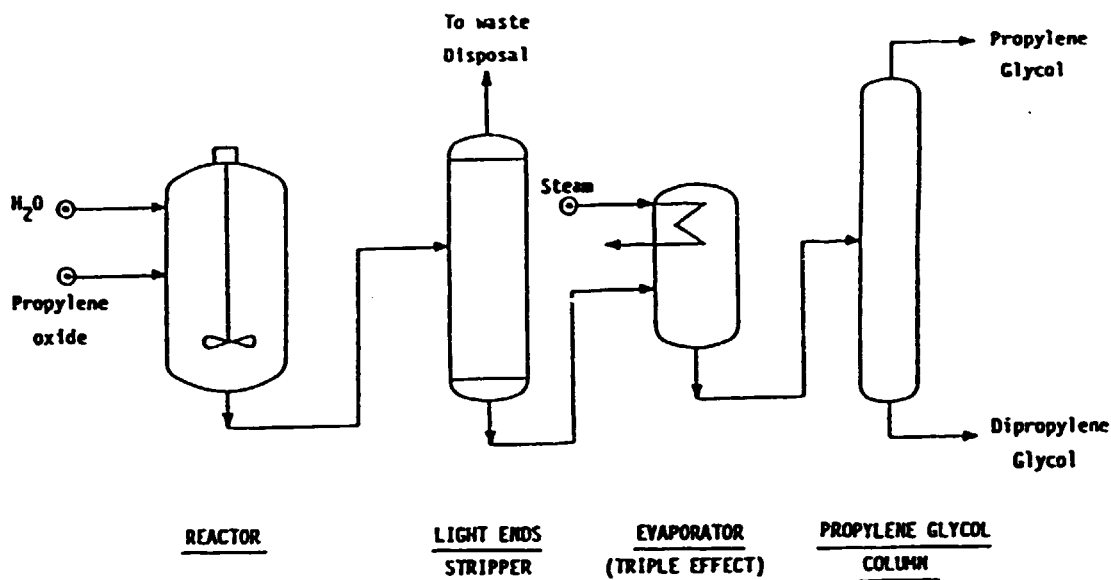 To waste
Disposal
Propylene
Glycol
H2O
Steam
Propylene
oxide
Dipropylene
Glycol
REACTOR
LIGHT ENDS
STRIPPER
EVAPORATOR
(TRIPLE EFFECT)
PROPYLENE GLYCOL
COLUMN